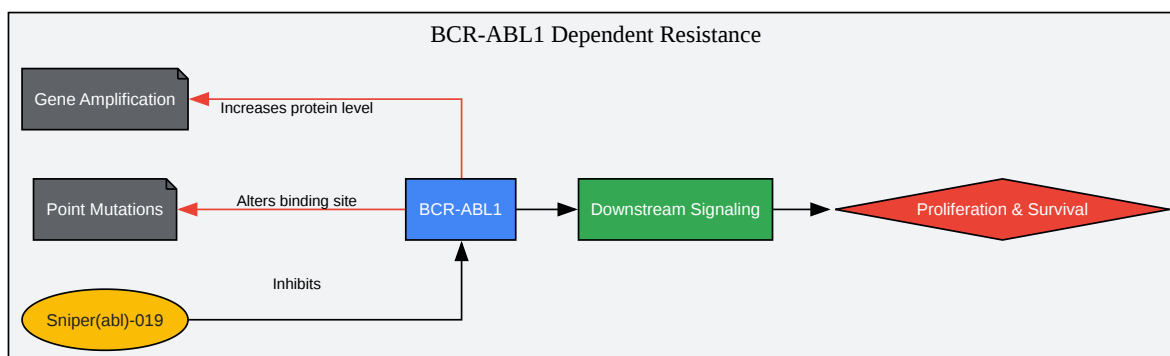 BCR-ABL1 Dependent Resistance
Gene Amplification
Increases protein level
Point Mutations
Alters binding site
BCR-ABL1
Downstream Signaling
Proliferation & Survival
Inhibits
Sniper(abl)-019